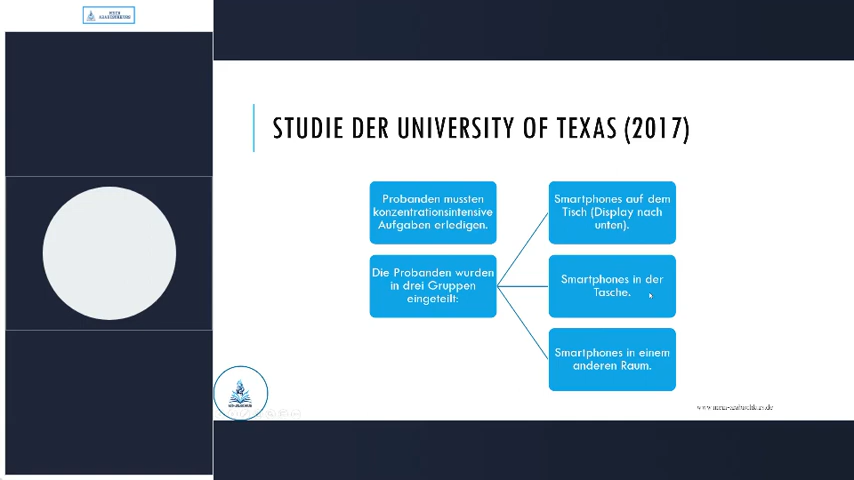 STUDIE DER UNIVERSITY OF TEXAS (2017)
Probanden mussten
konzentrationsintensive
Aufgaben erledigen.
Die Probanden wurden
in drei Gruppen
eingeteilt:
Smartphones auf dem
Tisch (Display nach
unten).
Smartphones in der
Tasche.
Smartphones in einem
anderen Raum.